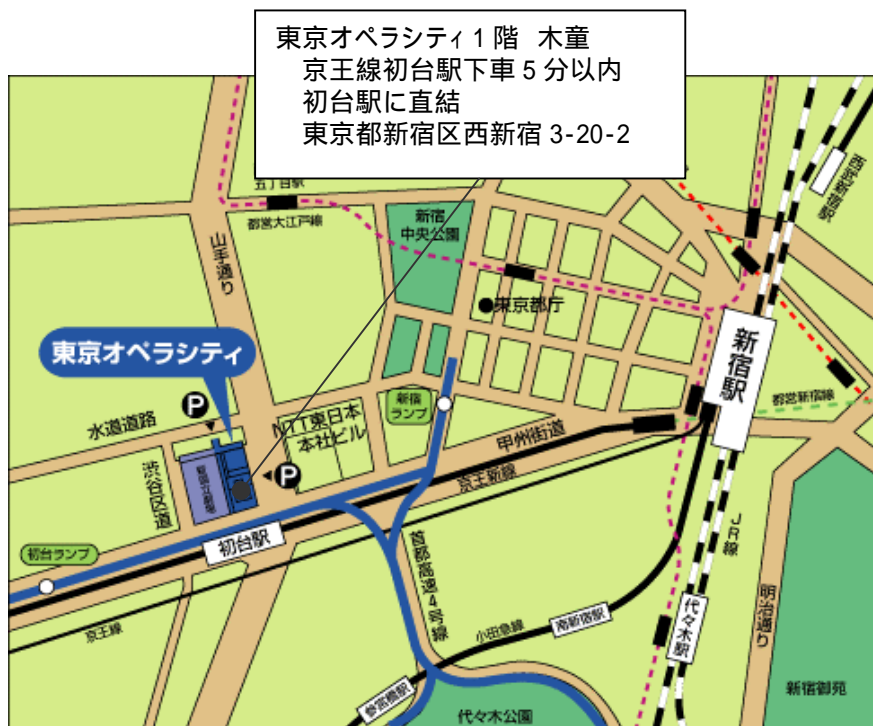 東京オペラシティ1階 木童
京王線初台駅下車5分以内
初台駅に直結
東京都新宿区西新宿3-20-2
五丁目駅
都営大江戸線
新宿
中央公園
西武新宿駅
山手通り
東京都庁
新宿駅
東京オペラシティ
P
水道道路
NTT東日本
本社ビル
新宿
ランプ
甲州街道
都営新宿線
渋谷区道
新国立劇場
P
京王新線
初台駅
初台ランプ
首都高速4号線
JR線
京王線
小田急線
南新宿駅
代々木駅
明治通り
参宮橋駅
代々木公園
新宿御苑